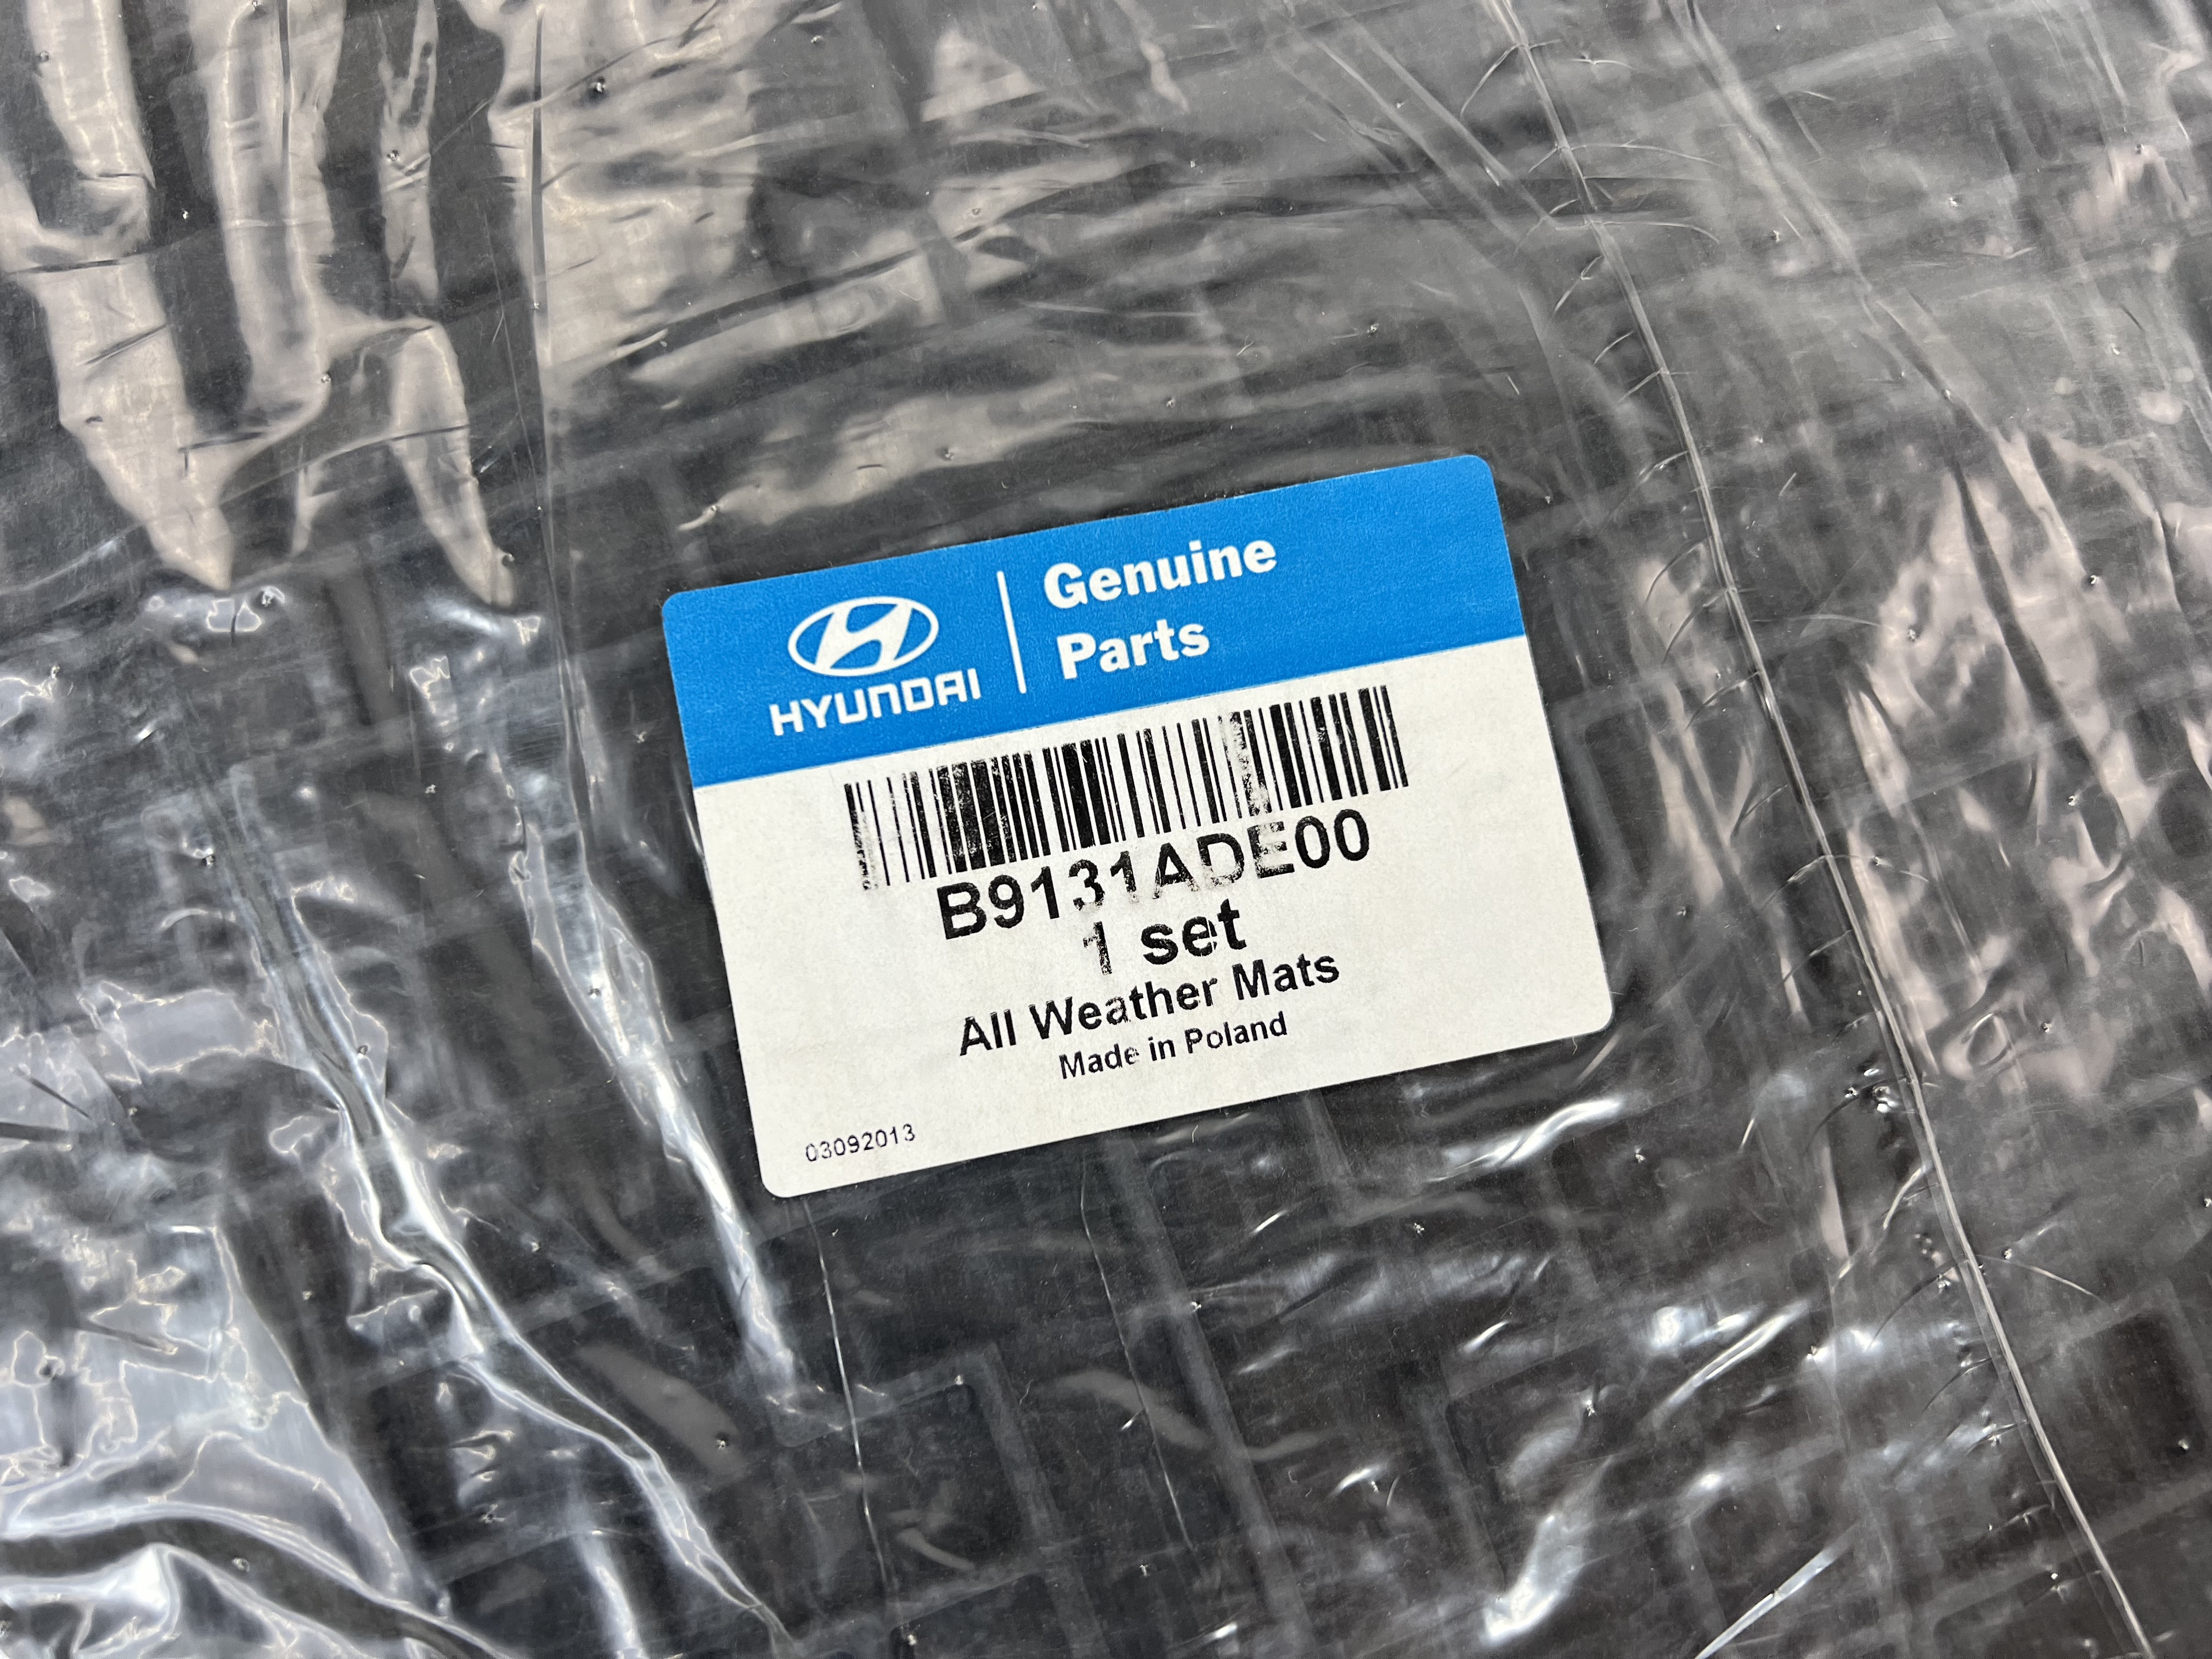 HYUNDAI
Genuine
Parts
B9131ADE00
1 set
All Weather Mats
Made in Poland
03092013